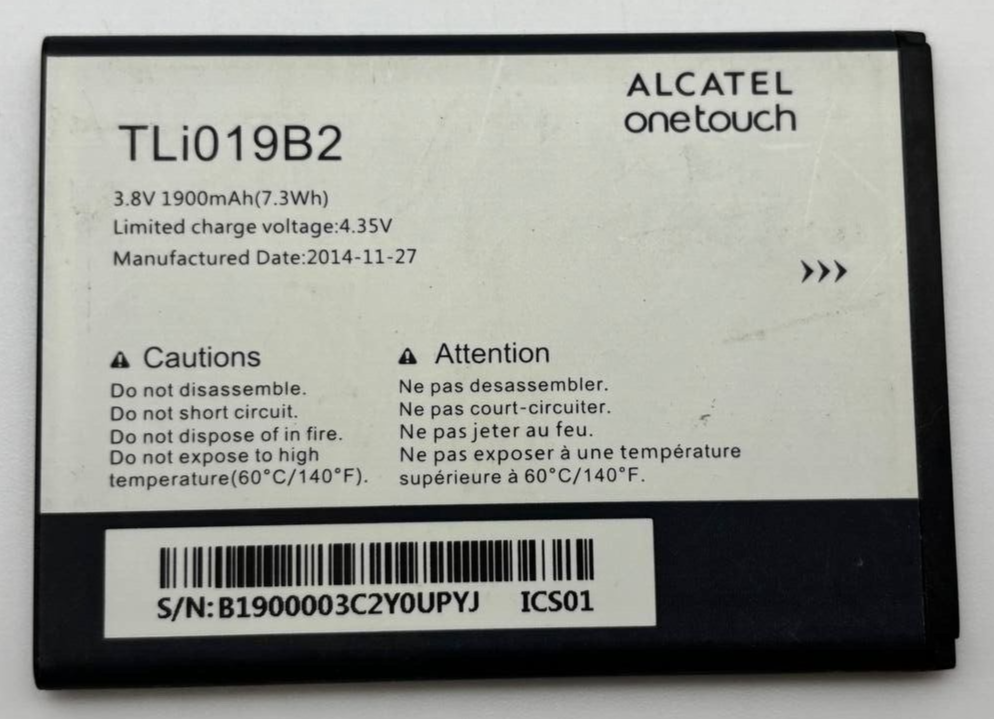 ALCATEL
onetouch
TLi019B2
3.8V 1900mAh(7.3Wh)
Limited charge voltage:4.35V
Manufactured Date:2014-11-27
Cautions
Do not disassemble.
Do not short circuit.
Do not dispose of in fire.
Do not expose to high
temperature(60°C/140°F).
Attention
Ne pas desassembler.
Ne pas court-circuiter.
Ne pas jeter au feu.
Ne pas exposer à une température
supérieure à 60°C/140°F.
S/N:B1900003C2Y0UPYJ ICS01